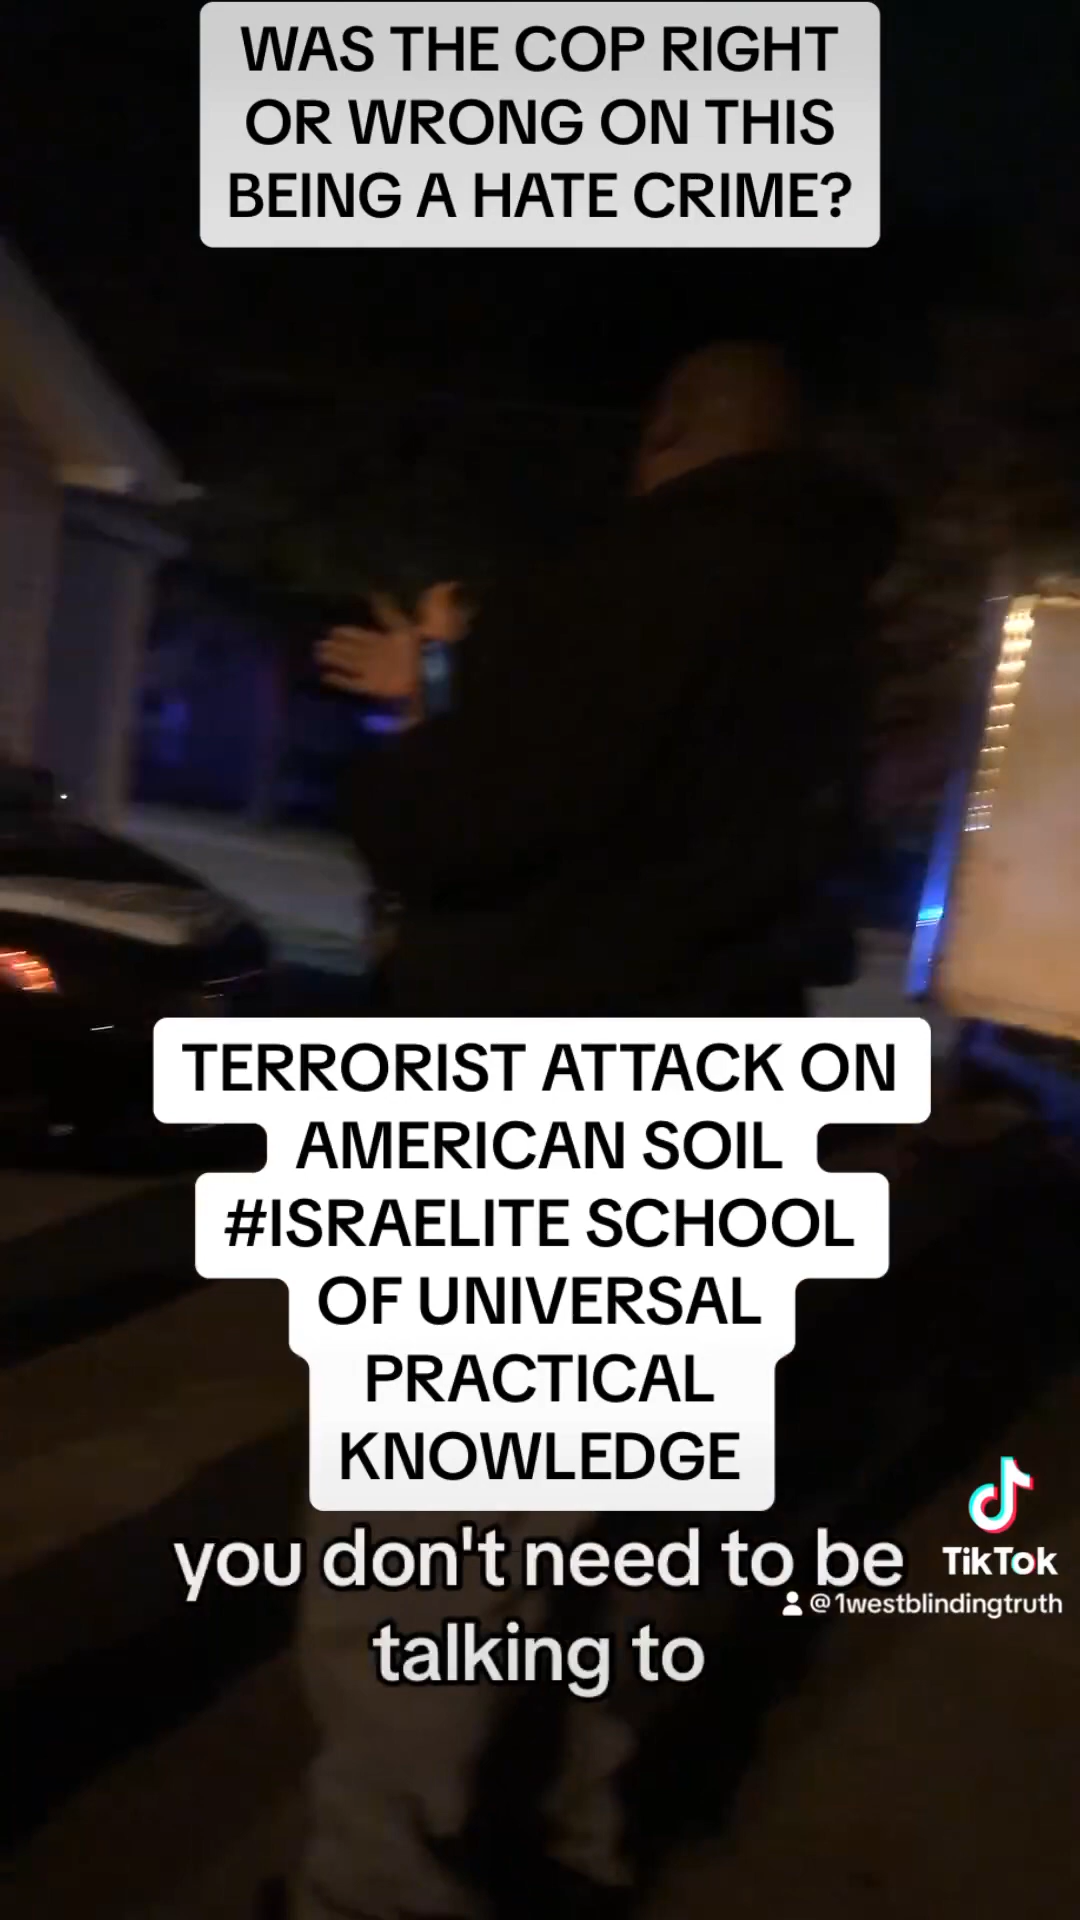 WAS THE COP RIGHT
OR WRONG ON THIS
BEING A HATE CRIME?
TERRORIST ATTACK ON
AMERICAN SOIL
#ISRAELITE SCHOOL
OF UNIVERSAL
PRACTICAL
KNOWLEDGE
you don't need to be
talking to
TikTok
@1westblindingtruth